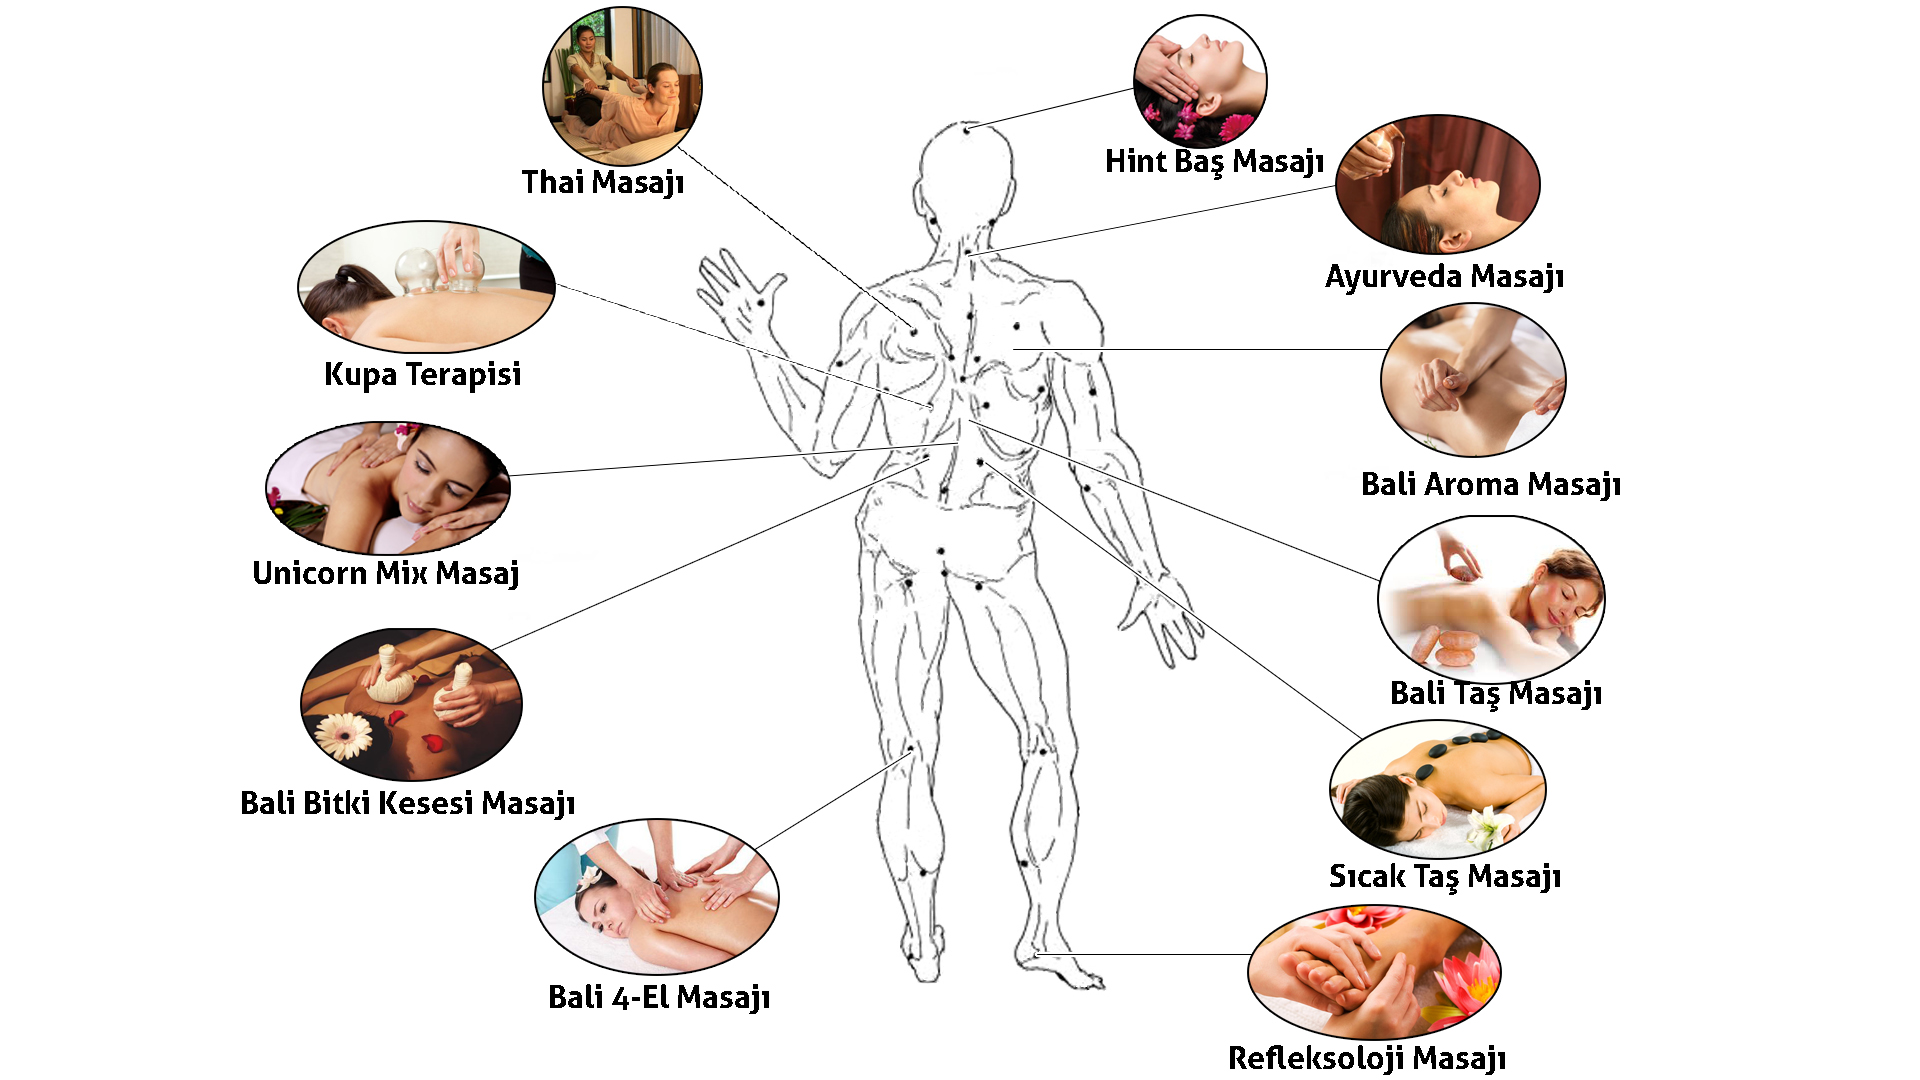 Thai Masajı
Hint Baş Masajı
Ayurveda Masajı
Kupa Terapisi
Bali Aroma Masajı
Unicorn Mix Masaj
Bali Taş Masajı
Bali Bitki Kesesi Masajı
Sıcak Taş Masajı
Bali 4-El Masajı
Refleksoloji Masajı